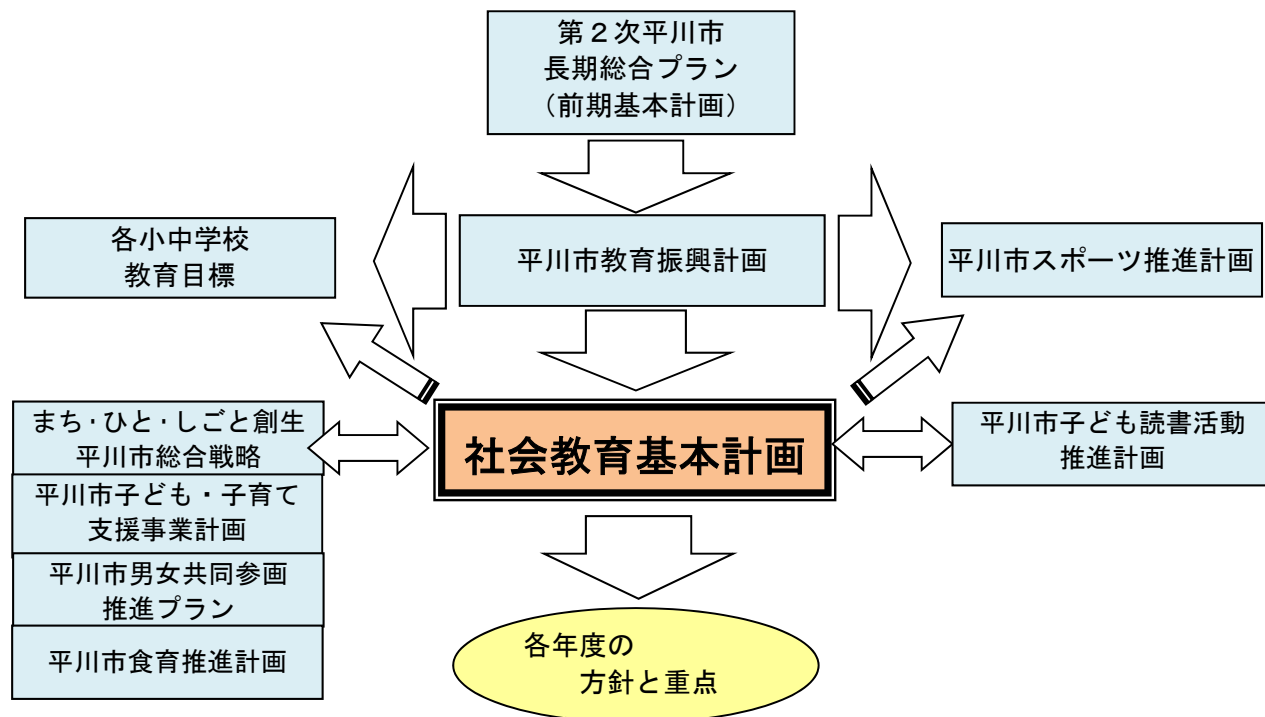 第２次平川市
長期総合プラン
（前期基本計画）
各小中学校
教育目標
平川市教育振興計画
平川市スポーツ推進計画
まち・ひと・しごと創生
平川市総合戦略
社会教育基本計画
平川市子ども読書活動
推進計画
平川市子ども・子育て
支援事業計画
平川市男女共同参画
推進プラン
平川市食育推進計画
各年度の
方針と重点